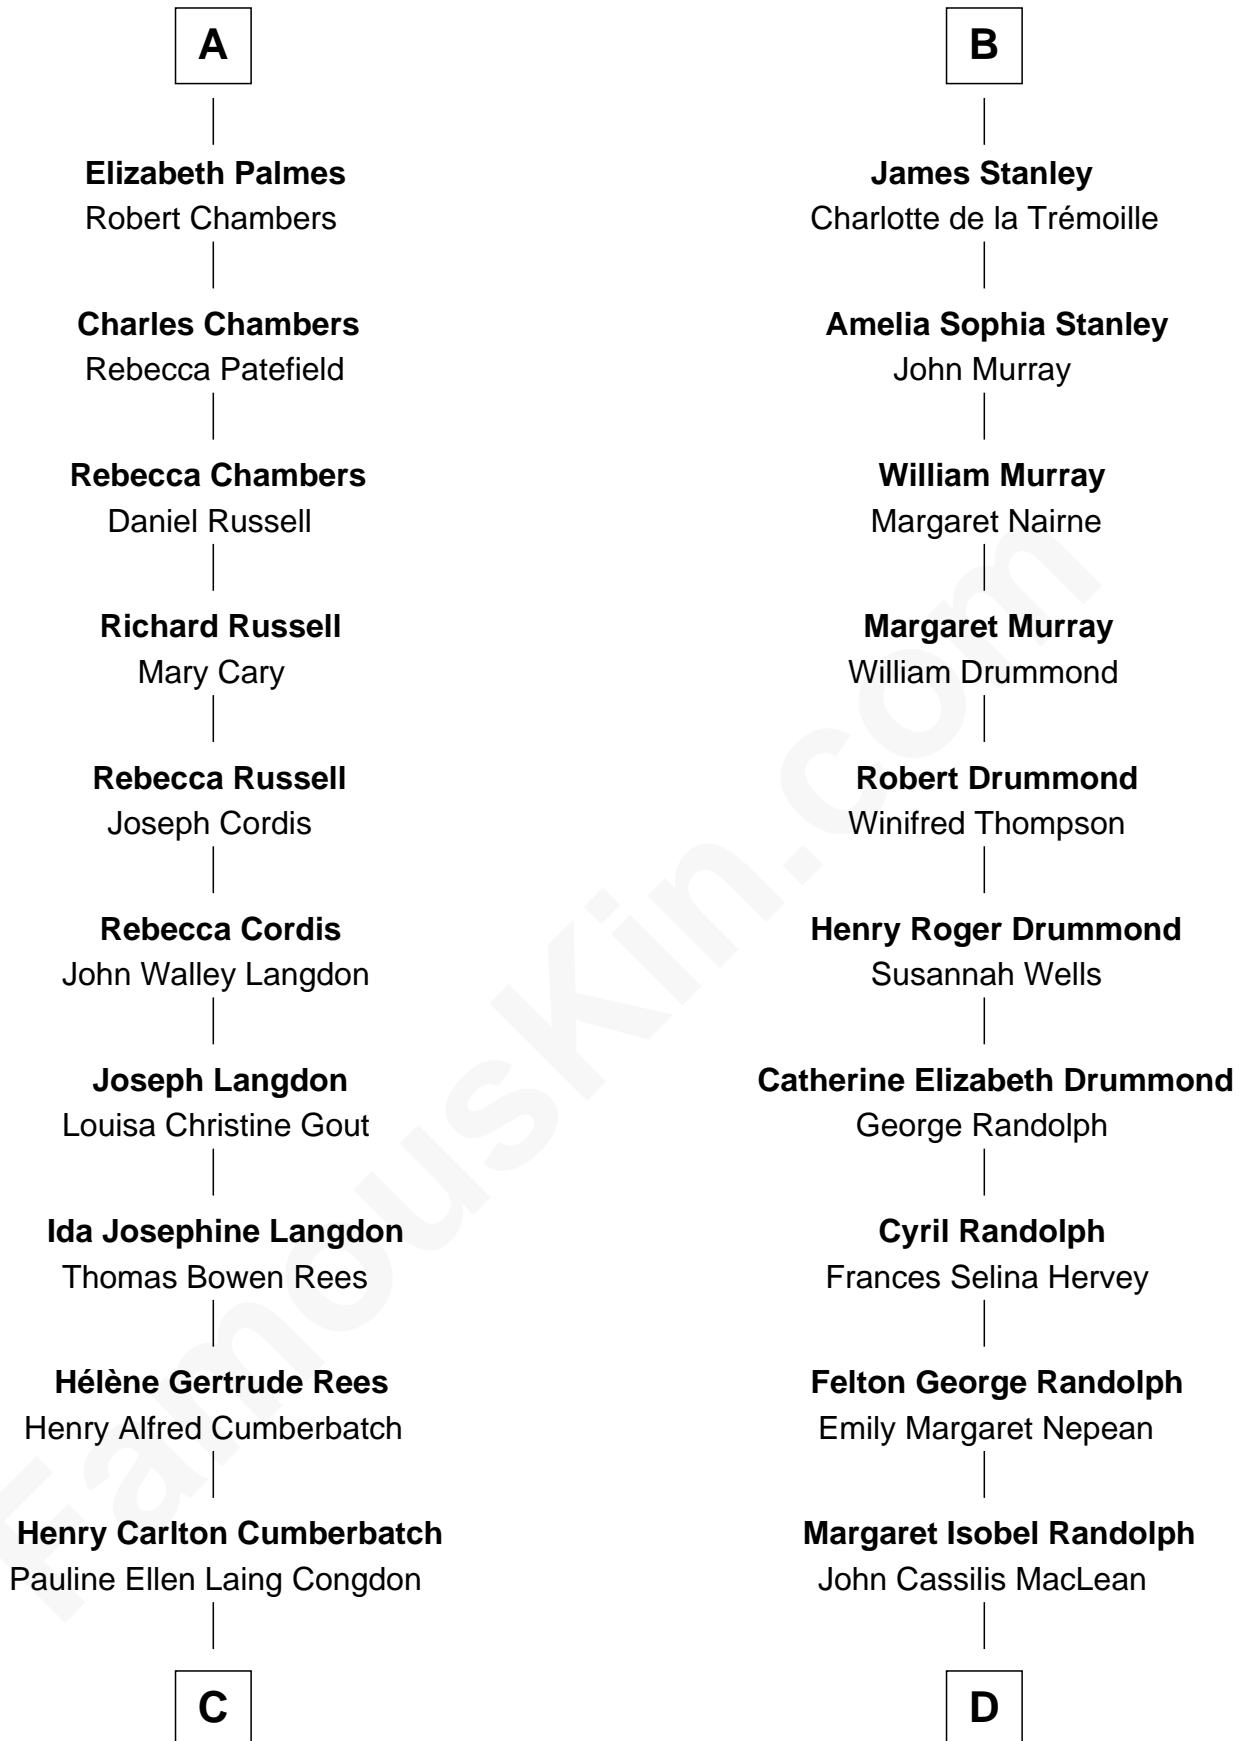 A
Elizabeth Palmes
Robert Chambers
Charles Chambers
Rebecca Patefield
Rebecca Chambers
Daniel Russell
Richard Russell
Mary Cary
Rebecca Russell
Joseph Cordis
Rebecca Cordis
John Walley Langdon
Joseph Langdon
Louisa Christine Gout
Ida Josephine Langdon
Thomas Bowen Rees
Hélène Gertrude Rees
Henry Alfred Cumberbatch
Henry Carlton Cumberbatch
Pauline Ellen Laing Congdon
C
B
James Stanley
Charlotte de la Trémoille
Amelia Sophia Stanley
John Murray
William Murray
Margaret Nairne
Margaret Murray
William Drummond
Robert Drummond
Winifred Thompson
Henry Roger Drummond
Susannah Wells
Catherine Elizabeth Drummond
George Randolph
Cyril Randolph
Frances Selina Hervey
Felton George Randolph
Emily Margaret Nepean
Margaret Isobel Randolph
John Cassilis MacLean
D
FamousKin.com